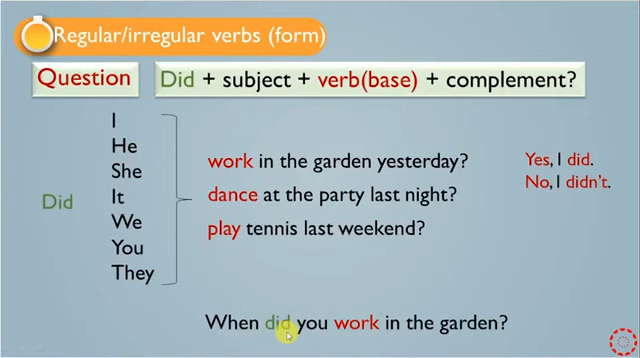 Regular/irregular verbs (form)
Question
Did + subject + verb(base) + complement?
Did
I
He
She
It
We
You
They
work in the garden yesterday?
dance at the party last night?
play tennis last weekend?
Yes, I did.
No, I didn't.
When did you work in the garden?